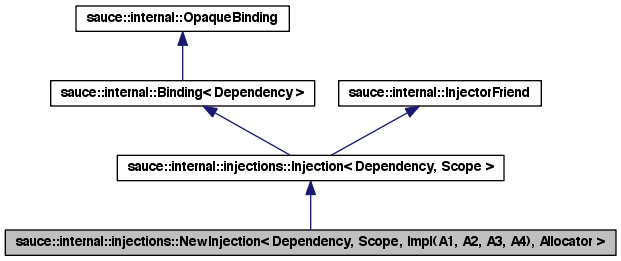 sauce::internal::OpaqueBinding
sauce::internal::Binding< Dependency >
sauce::internal::InjectorFriend
sauce::internal::injections::Injection< Dependency, Scope >
sauce::internal::injections::NewInjection< Dependency, Scope, Impl(A1, A2, A3, A4), Allocator >